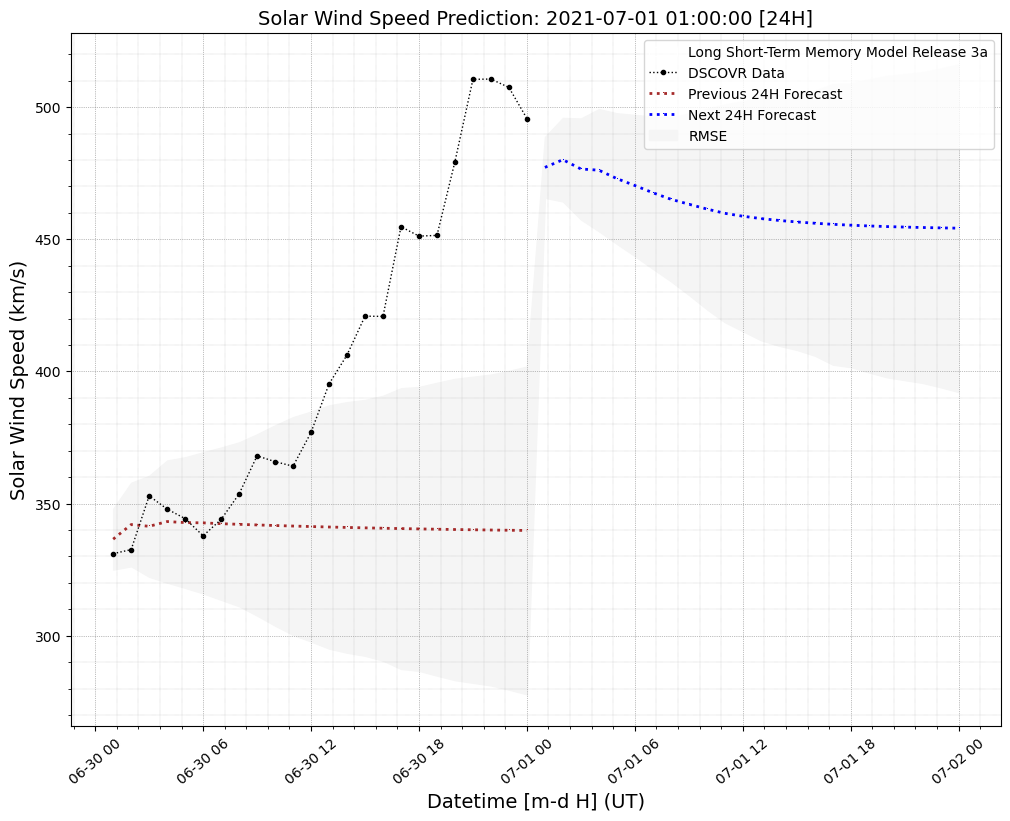 Solar Wind Speed Prediction: 2021-07-01 01:00:00 [24H]
Long Short-Term Memory Model Release 3a
DSCOVR Data
Previous 24H Forecast
Next 24H Forecast
RMSE
Solar Wind Speed (km/s)
500
450
400
350
300
06-30 00
06-30 06
06-30 12
06-30 18
07-01 00
07-01 06
07-01 12
07-01 18
07-02 00
Datetime [m-d H] (UT)